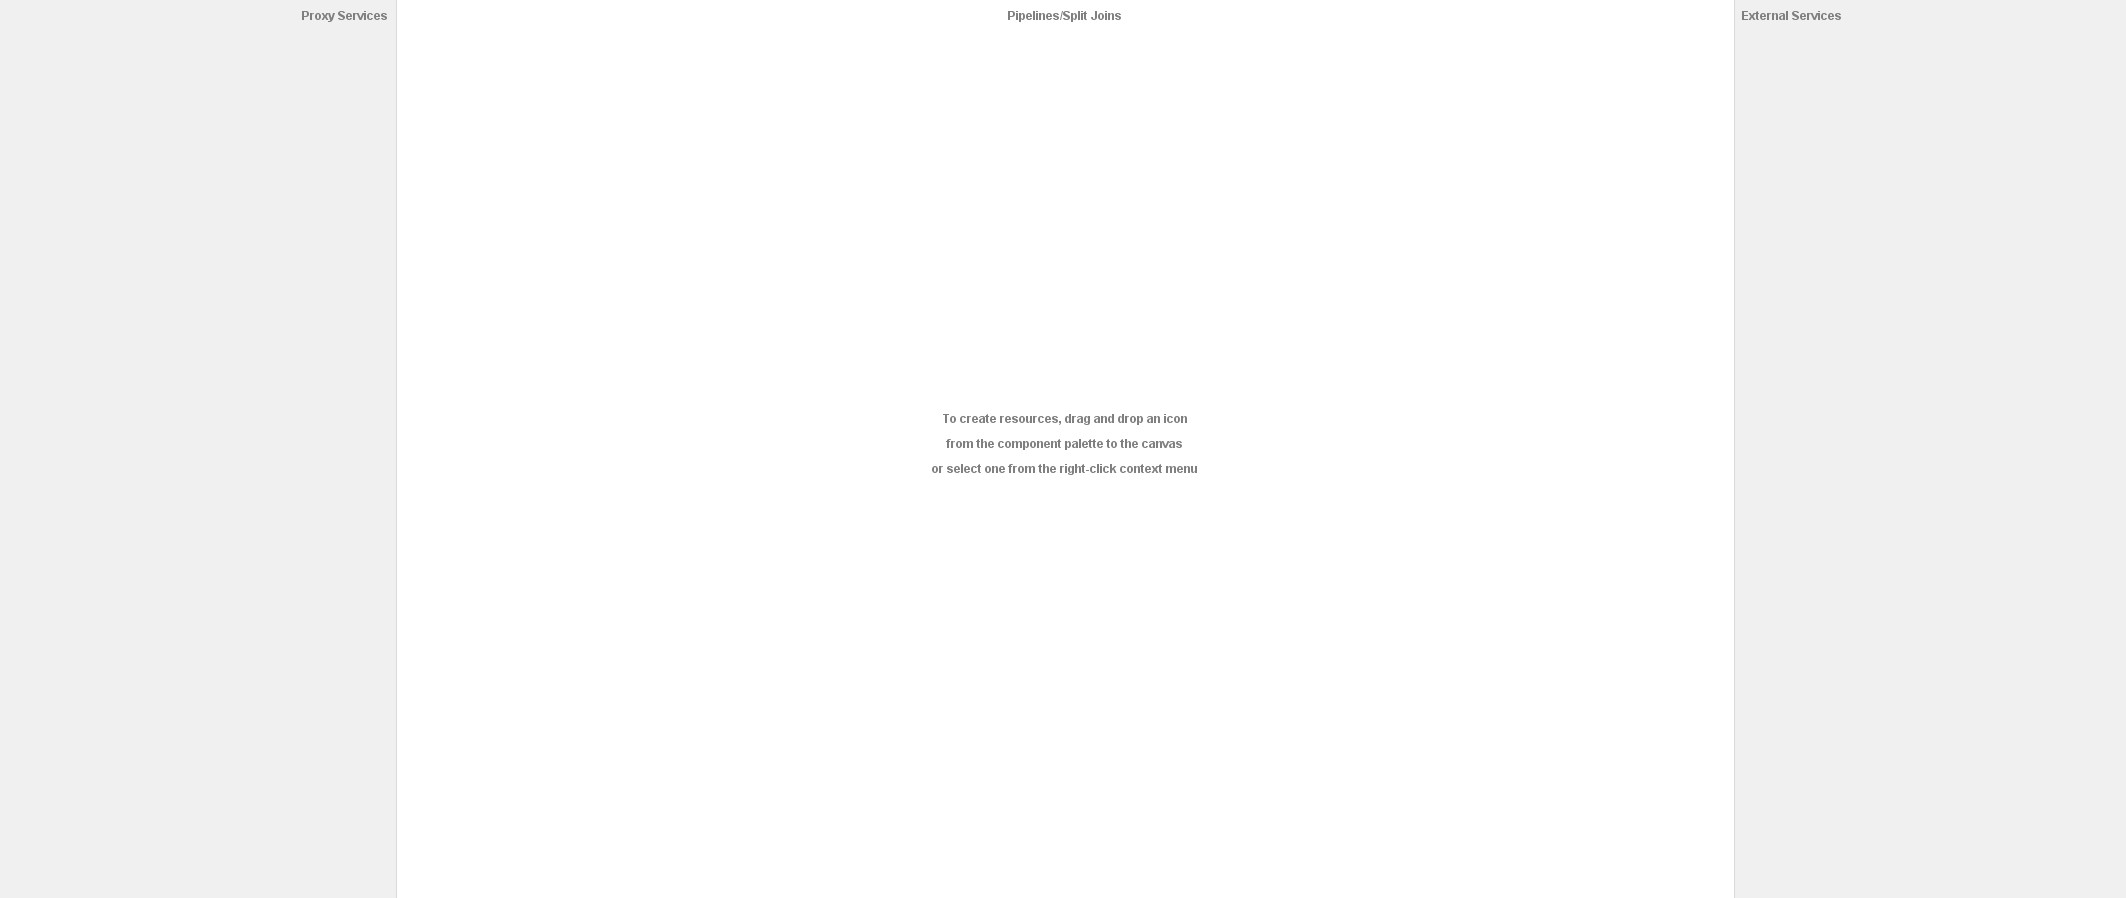 Proxy Services
Pipelines/Split Joins
External Services
To create resources, drag and drop an icon
from the component palette to the canvas
or select one from the right-click context menu